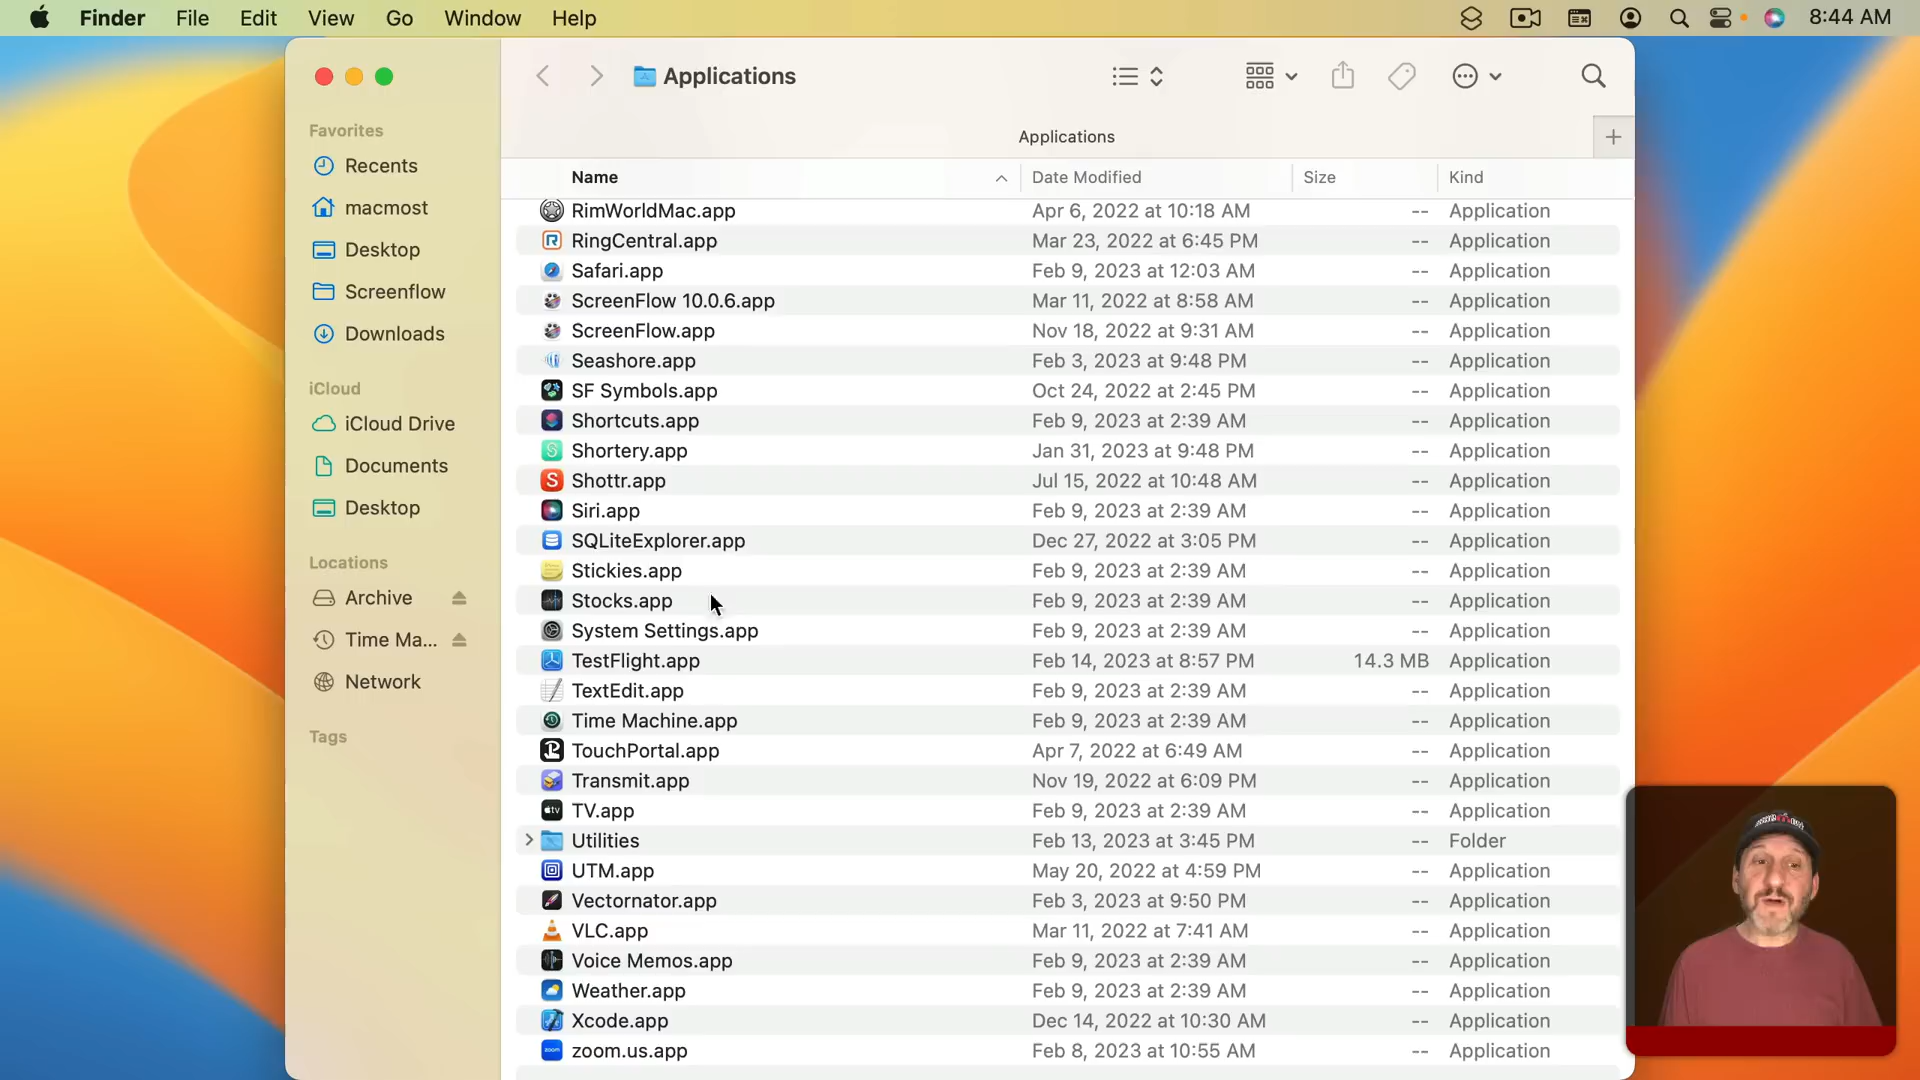 Finder File Edit View Go Window Help 8:44 AM
Applications
Applications
Favorites
Recents
macmost
Desktop
Screenflow
Downloads
iCloud
iCloud Drive
Documents
Desktop
Locations
Archive
Time Ma...
Network
Tags
Name Date Modified Size Kind
RimWorldMac.app Apr 6, 2022 at 10:18 AM -- Application
RingCentral.app Mar 23, 2022 at 6:45 PM -- Application
Safari.app Feb 9, 2023 at 12:03 AM -- Application
ScreenFlow 10.0.6.app Mar 11, 2022 at 8:58 AM -- Application
ScreenFlow.app Nov 18, 2022 at 9:31 AM -- Application
Seashore.app Feb 3, 2023 at 9:48 PM -- Application
SF Symbols.app Oct 24, 2022 at 2:45 PM -- Application
Shortcuts.app Feb 9, 2023 at 2:39 AM -- Application
Shortery.app Jan 31, 2023 at 9:48 PM -- Application
Shottr.app Jul 15, 2022 at 10:48 AM -- Application
Siri.app Feb 9, 2023 at 2:39 AM -- Application
SQLiteExplorer.app Dec 27, 2022 at 3:05 PM -- Application
Stickies.app Feb 9, 2023 at 2:39 AM -- Application
Stocks.app Feb 9, 2023 at 2:39 AM -- Application
System Settings.app Feb 9, 2023 at 2:39 AM -- Application
TestFlight.app Feb 14, 2023 at 8:57 PM 14.3 MB Application
TextEdit.app Feb 9, 2023 at 2:39 AM -- Application
Time Machine.app Feb 9, 2023 at 2:39 AM -- Application
TouchPortal.app Apr 7, 2022 at 6:49 AM -- Application
Transmit.app Nov 19, 2022 at 6:09 PM -- Application
TV.app Feb 9, 2023 at 2:39 AM -- Application
Utilities Feb 13, 2023 at 3:45 PM -- Folder
UTM.app May 20, 2022 at 4:59 PM -- Application
Vectornator.app Feb 3, 2023 at 9:50 PM -- Application
VLC.app Mar 11, 2022 at 7:41 AM -- Application
Voice Memos.app Feb 9, 2023 at 2:39 AM -- Application
Weather.app Feb 9, 2023 at 2:39 AM -- Application
Xcode.app Dec 14, 2022 at 10:30 AM -- Application
zoom.us.app Feb 8, 2023 at 10:55 AM -- Application